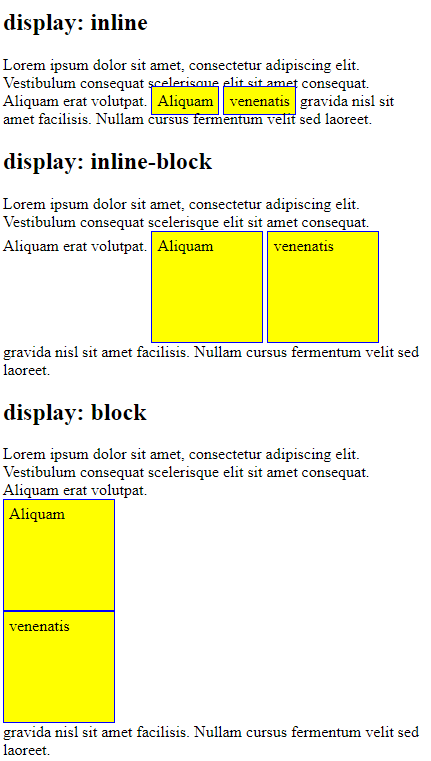 display: inline
Lorem ipsum dolor sit amet, consectetur adipiscing elit.
Vestibulum consequat scelerisque elit sit amet consequat.
Aliquam erat volutpat. Aliquam venenatis gravida nisl sit
amet facilisis. Nullam cursus fermentum velit sed laoreet.
display: inline-block
Lorem ipsum dolor sit amet, consectetur adipiscing elit.
Vestibulum consequat scelerisque elit sit amet consequat.
Aliquam erat volutpat. Aliquam venenatis
gravida nisl sit amet facilisis. Nullam cursus fermentum velit sed
laoreet.
display: block
Lorem ipsum dolor sit amet, consectetur adipiscing elit.
Vestibulum consequat scelerisque elit sit amet consequat.
Aliquam erat volutpat.
Aliquam
venenatis
gravida nisl sit amet facilisis. Nullam cursus fermentum velit sed
laoreet.